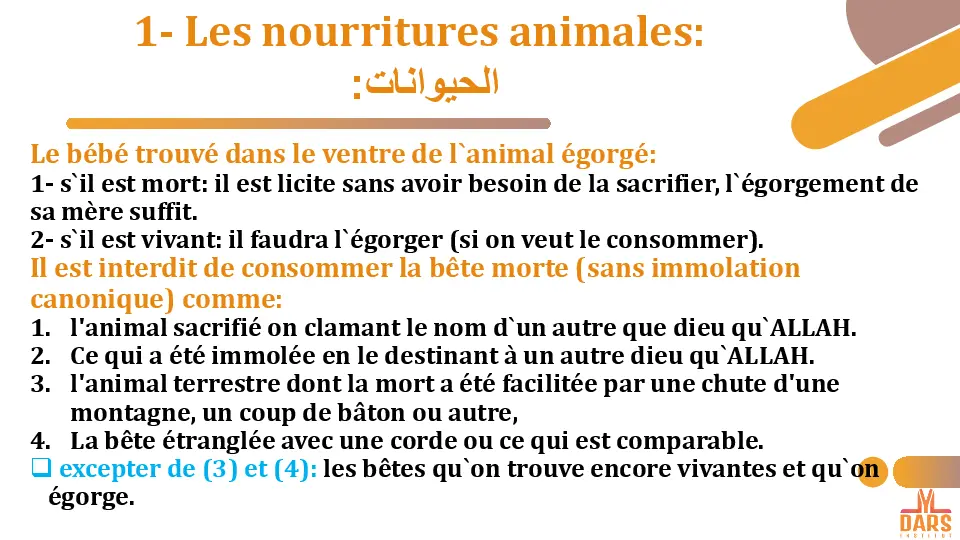 1- Les nourritures animales:
الحيوانات:
Le bébé trouvé dans le ventre de l`animal égorgé:
1- s`il est mort: il est licite sans avoir besoin de la sacrifier, l`égorgement de
sa mère suffit.
2- s`il est vivant: il faudra l`égorger (si on veut le consommer).
Il est interdit de consommer la bête morte (sans immolation
canonique) comme:
1. l'animal sacrifié on clamant le nom d`un autre que dieu qu`ALLAH.
2. Ce qui a été immolée en le destinant à un autre dieu qu`ALLAH.
3. l'animal terrestre dont la mort a été facilitée par une chute d'une
montagne, un coup de bâton ou autre,
4. La bête étranglée avec une corde ou ce qui est comparable.
❑ excepter de (3) et (4): les bêtes qu`on trouve encore vivantes et qu`on
égorge.
DARS
INSTITUT